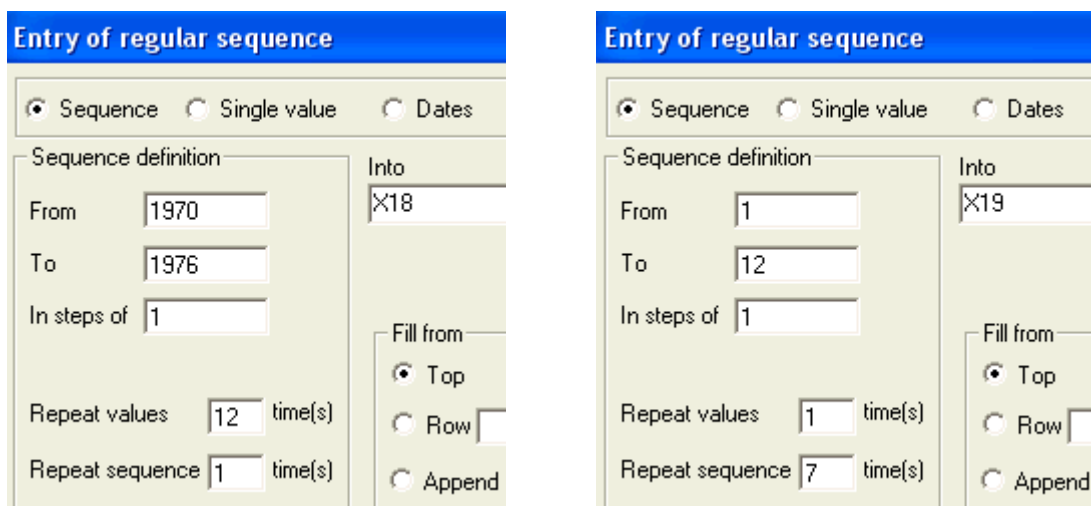 Entry of regular sequence
Sequence Single value Dates
Sequence definition
Into
From 1970
X18
To 1976
In steps of 1
Fill from
Top
Repeat values 12 time(s)
Row
Repeat sequence 1 time(s)
Append
Entry of regular sequence
Sequence Single value Dates
Sequence definition
Into
From 1
X19
To 12
In steps of 1
Fill from
Top
Repeat values 1 time(s)
Row
Repeat sequence 7 time(s)
Append